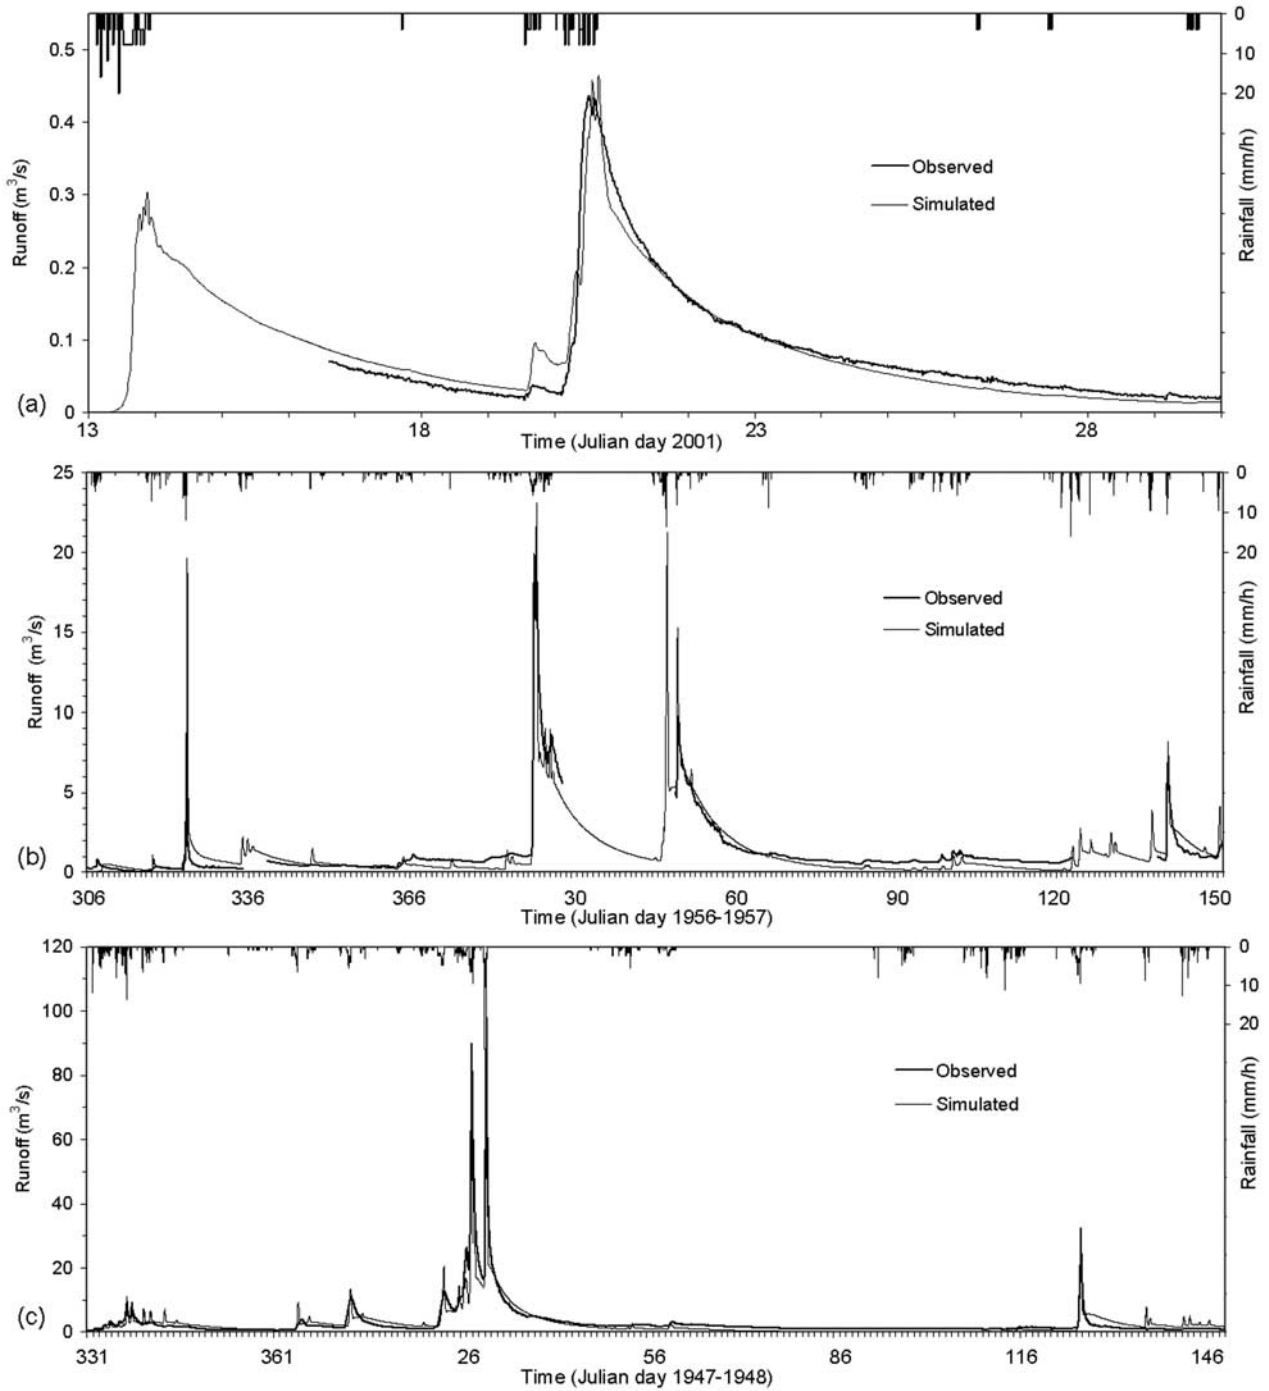 0.5
0.4
0.3
0.2
0.1
0
Runoff (m³/s)
0
10
20
Rainfall (mm/h)
Observed
Simulated
(a)
13 18 23 28
Time (Julian day 2001)
25
20
15
10
5
0
Runoff (m³/s)
0
10
20
Rainfall (mm/h)
Observed
Simulated
(b)
306 336 366 30 60 90 120 150
Time (Julian day 1956-1957)
120
100
80
60
40
20
0
Runoff (m³/s)
0
10
20
Rainfall (mm/h)
Observed
Simulated
(c)
331 361 26 56 86 116 146
Time (Julian day 1947-1948)